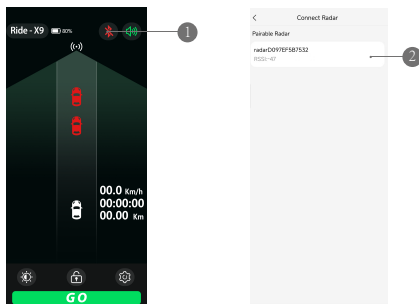 Ride - X9
80%
1
00.0 Km/h
00:00:00
00.00 Km
GO
Connect Radar
Pairable Radar
radarD097EF5B7532
RSSI:-47
2